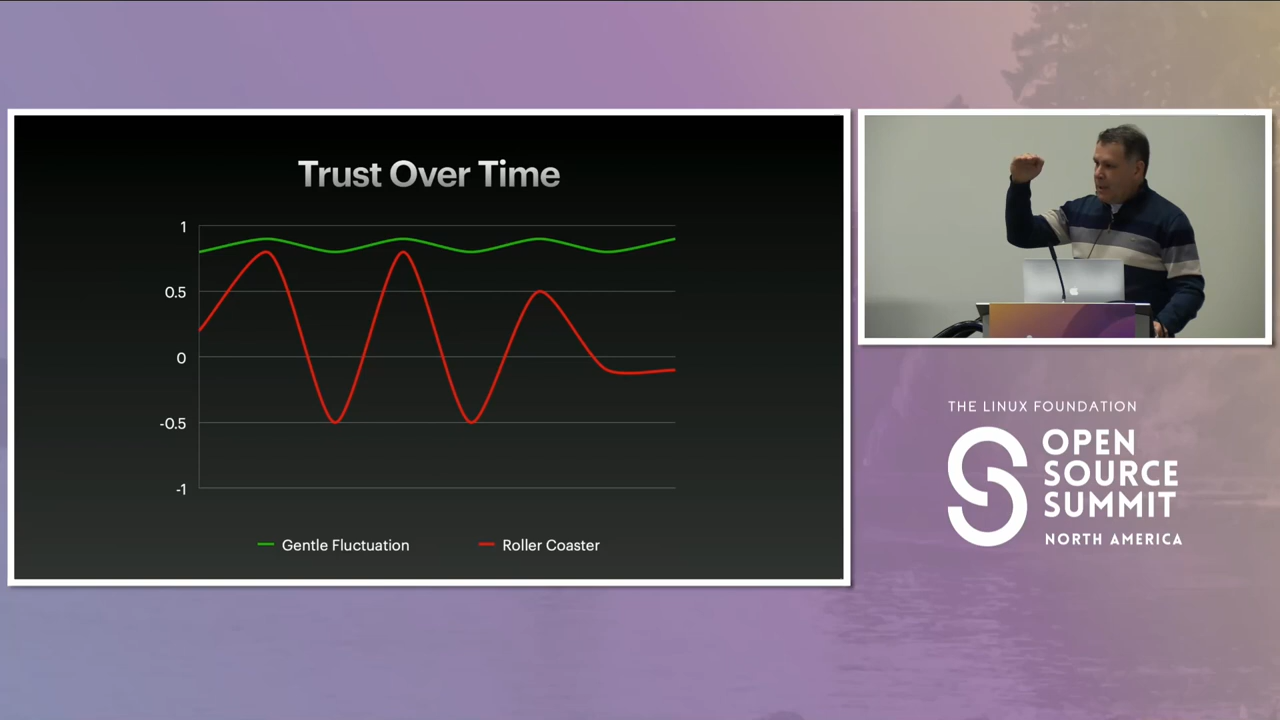 Trust Over Time
1
0.5
0
-0.5
-1
Gentle Fluctuation
Roller Coaster
THE LINUX FOUNDATION
OPEN
SOURCE
SUMMIT
NORTH AMERICA